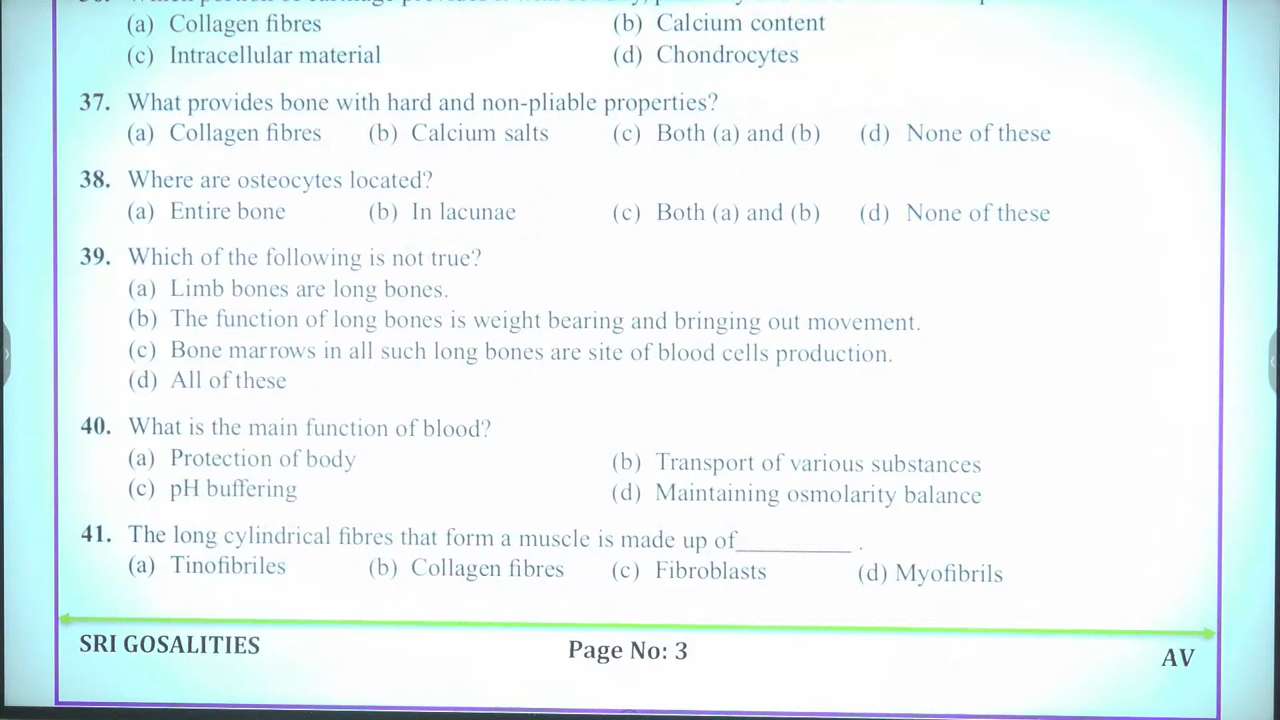 (a) Collagen fibres (b) Calcium content
(c) Intracellular material (d) Chondrocytes
37. What provides bone with hard and non-pliable properties?
(a) Collagen fibres (b) Calcium salts (c) Both (a) and (b) (d) None of these
38. Where are osteocytes located?
(a) Entire bone (b) In lacunae (c) Both (a) and (b) (d) None of these
39. Which of the following is not true?
(a) Limb bones are long bones.
(b) The function of long bones is weight bearing and bringing out movement.
(c) Bone marrows in all such long bones are site of blood cells production.
(d) All of these
40. What is the main function of blood?
(a) Protection of body (b) Transport of various substances
(c) pH buffering (d) Maintaining osmolarity balance
41. The long cylindrical fibres that form a muscle is made up of__________ .
(a) Tinofibriles (b) Collagen fibres (c) Fibroblasts (d) Myofibrils
SRI GOSALITIES Page No: 3 AV